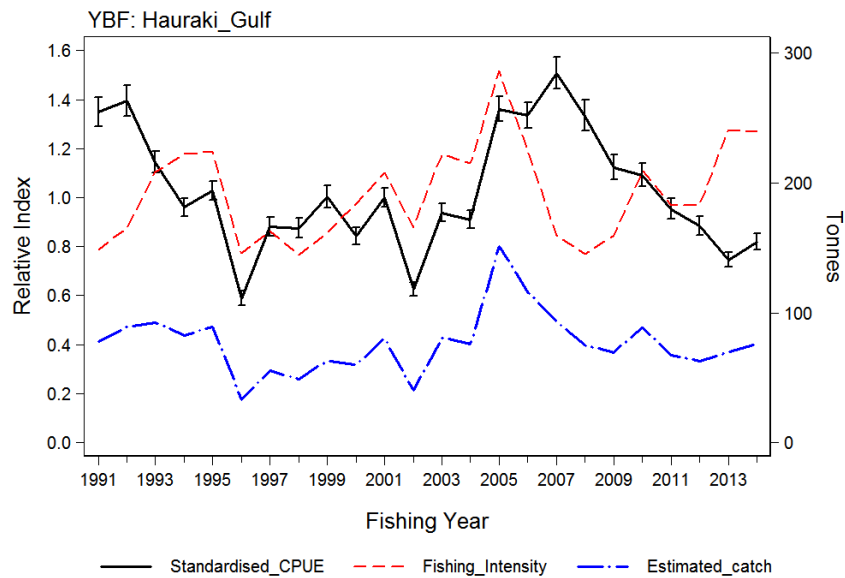 YBF: Hauraki_Gulf
1.6
1.4
1.2
1.0
0.8
0.6
0.4
0.2
0.0
Relative Index
300
200
100
0
Tonnes
1991 1993 1995 1997 1999 2001 2003 2005 2007 2009 2011 2013
Fishing Year
Standardised_CPUE Fishing_Intensity Estimated_catch